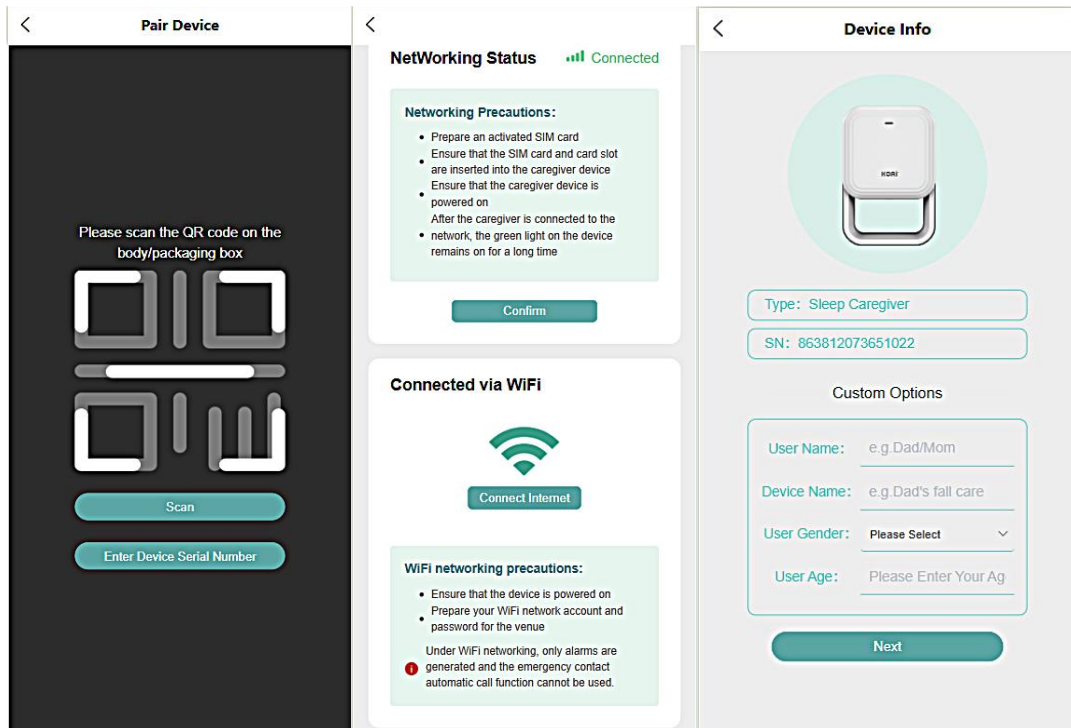 Pair Device
Please scan the QR code on the
body/packaging box
Scan
Enter Device Serial Number
NetWorking Status
Connected
Networking Precautions:
Prepare an activated SIM card
Ensure that the SIM card and card slot
are inserted into the caregiver device
Ensure that the caregiver device is
powered on
After the caregiver is connected to the
network, the green light on the device
remains on for a long time
Confirm
Connected via WiFi
Connect Internet
WiFi networking precautions:
Ensure that the device is powered on
Prepare your WiFi network account and
password for the venue
Under WiFi networking, only alarms are
generated and the emergency contact
automatic call function cannot be used.
Device Info
Type: Sleep Caregiver
SN: 863812073651022
Custom Options
User Name: e.g.Dad/Mom
Device Name: e.g.Dad's fall care
User Gender: Please Select
User Age: Please Enter Your Ag
Next